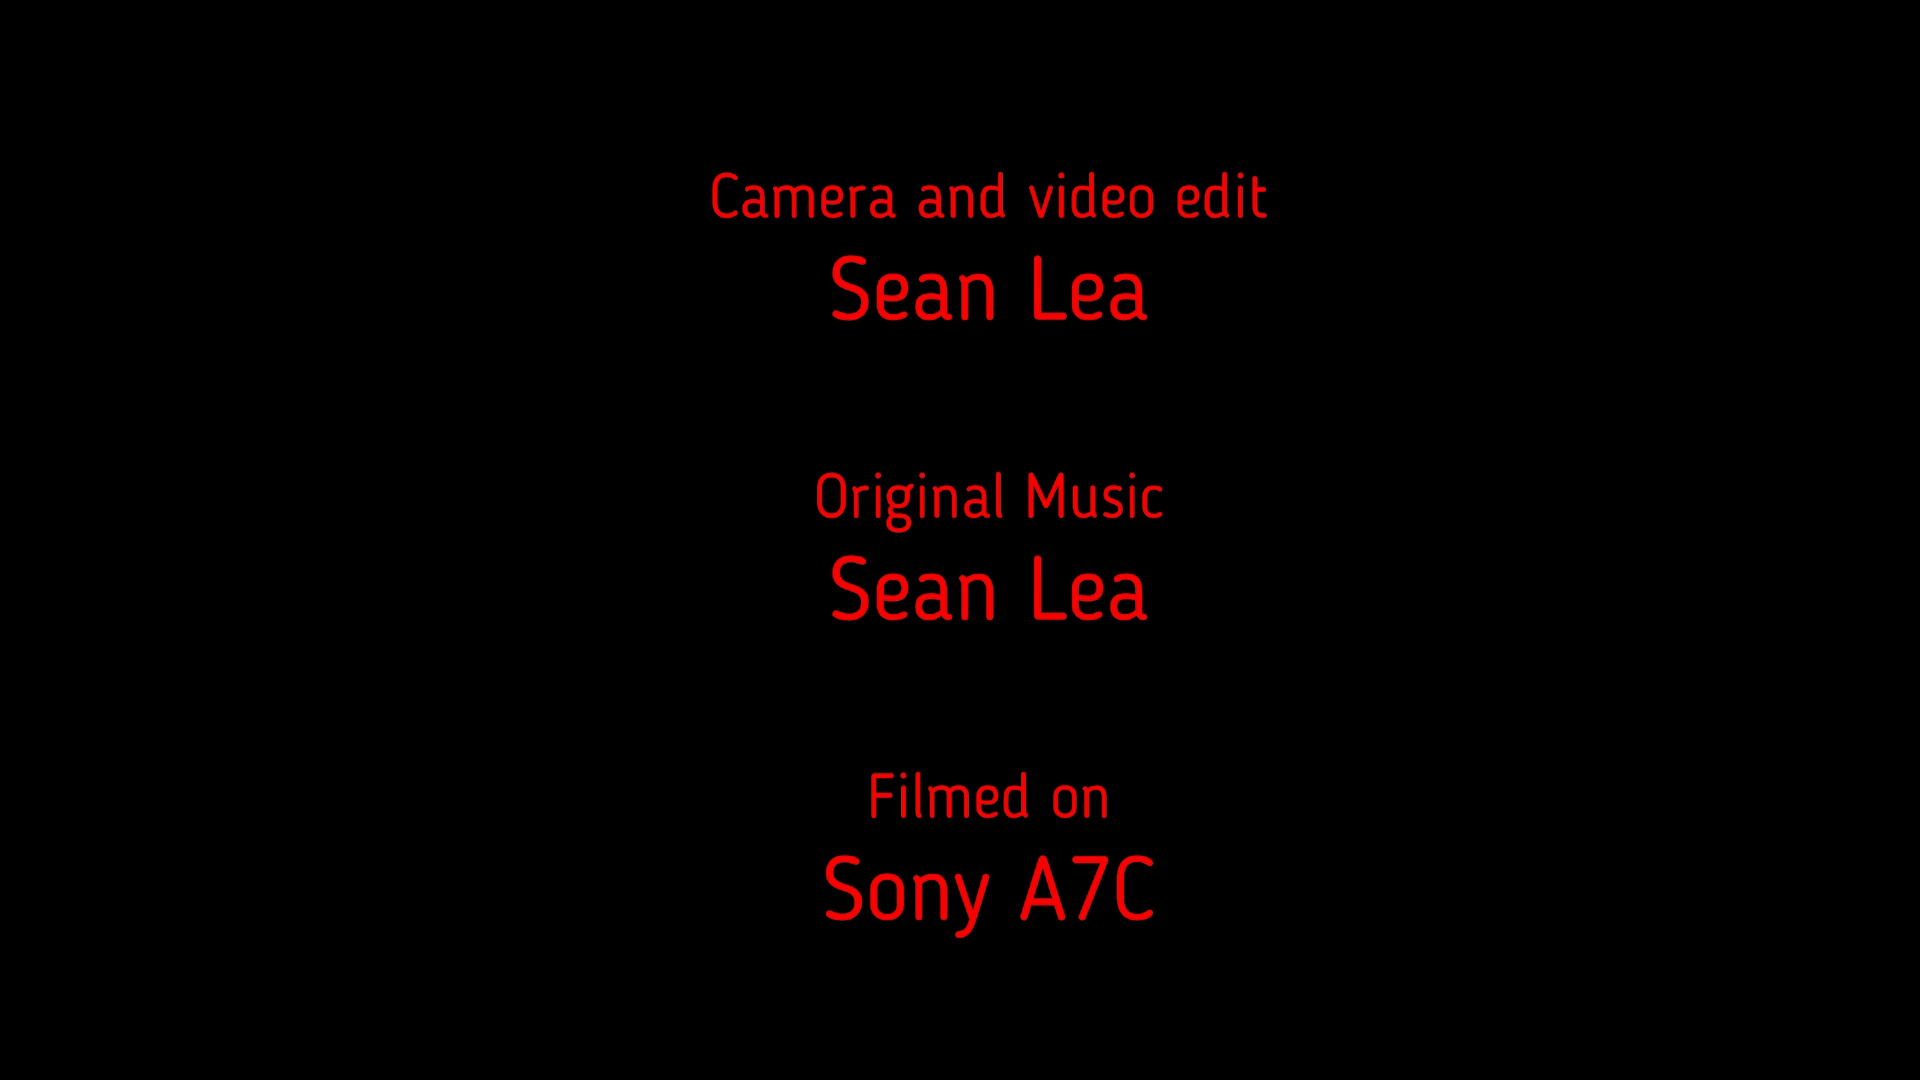 Camera and video edit
Sean Lea
Original Music
Sean Lea
Filmed on
Sony A7C